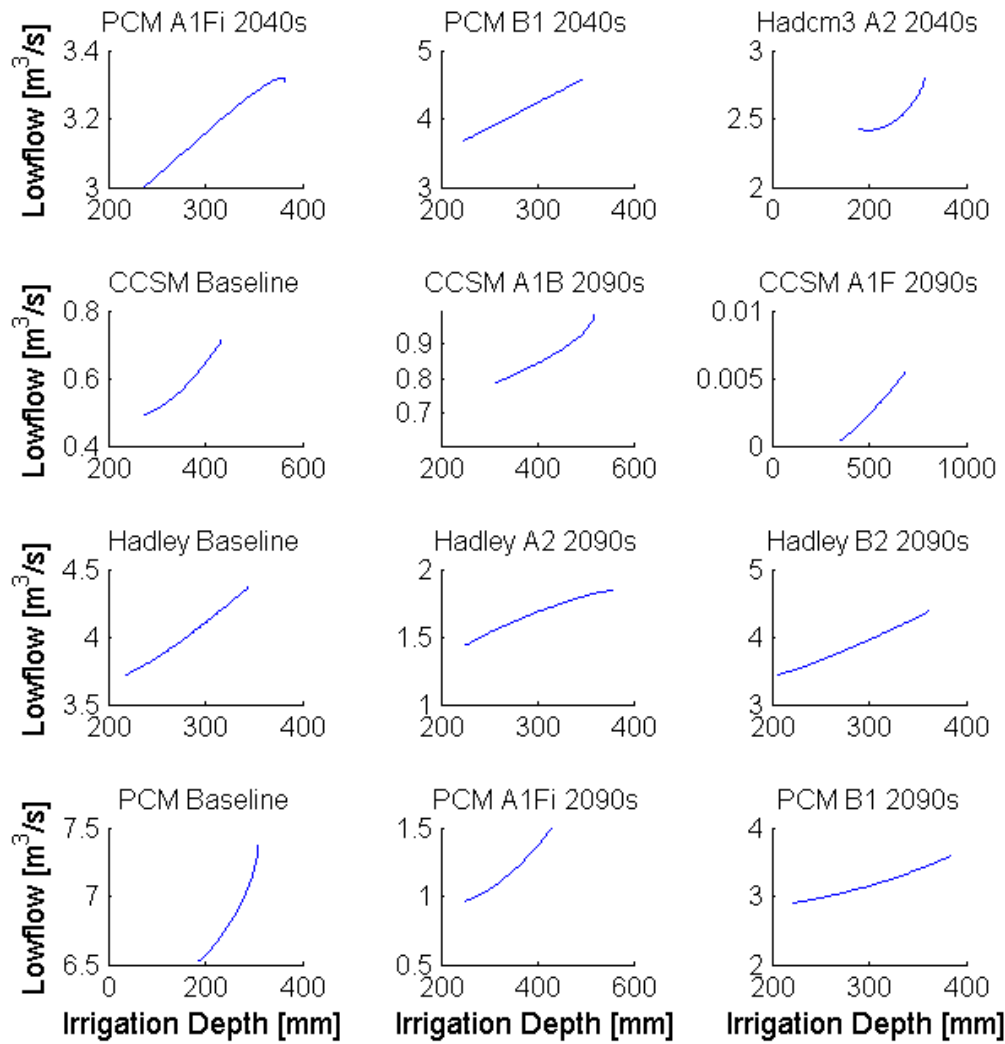 PCM A1Fi 2040s PCM B1 2040s Hadcm3 A2 2040s
Lowflow [m³/s]
3.4
3.2
3
200 300 400
5
4
3
200 300 400
3
2.5
2
0 200 400
CCSM Baseline CCSM A1B 2090s CCSM A1F 2090s
Lowflow [m³/s]
0.8
0.6
0.4
200 400 600
0.9
0.8
0.7
200 400 600
0.01
0.005
0
0 500 1000
Hadley Baseline Hadley A2 2090s Hadley B2 2090s
Lowflow [m³/s]
4.5
4
3.5
200 300 400
2
1.5
1
200 300 400
5
4
3
200 300 400
PCM Baseline PCM A1Fi 2090s PCM B1 2090s
Lowflow [m³/s]
7.5
7
6.5
0 200 400
1.5
1
0.5
200 400 600
4
3
2
200 300 400
Irrigation Depth [mm] Irrigation Depth [mm] Irrigation Depth [mm]